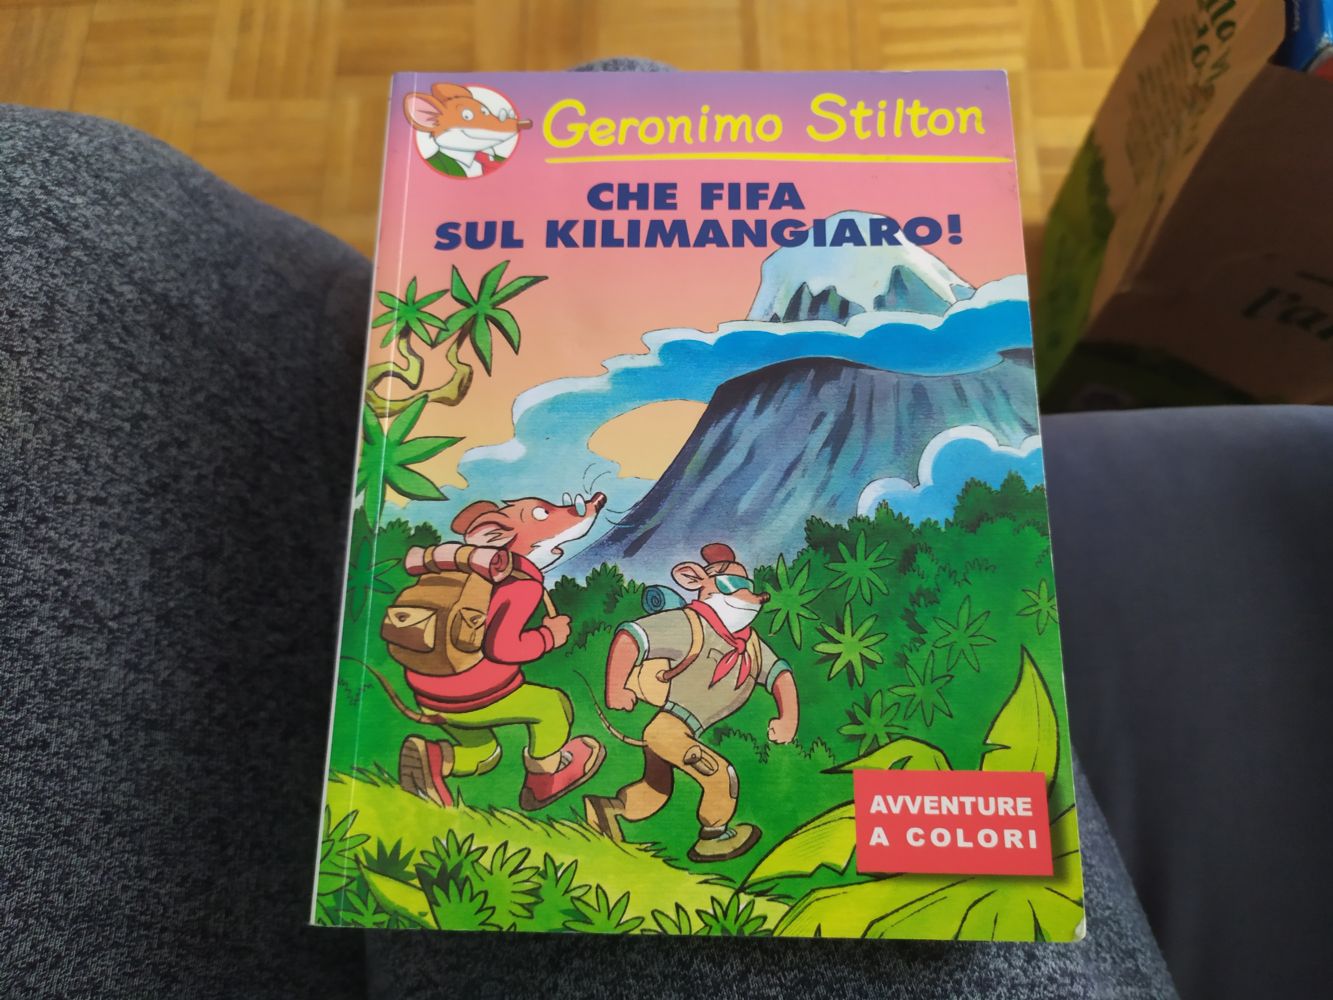 Geronimo Stilton
CHE FIFA
SUL KILIMANGIARO!
AVVENTURE
A COLORI